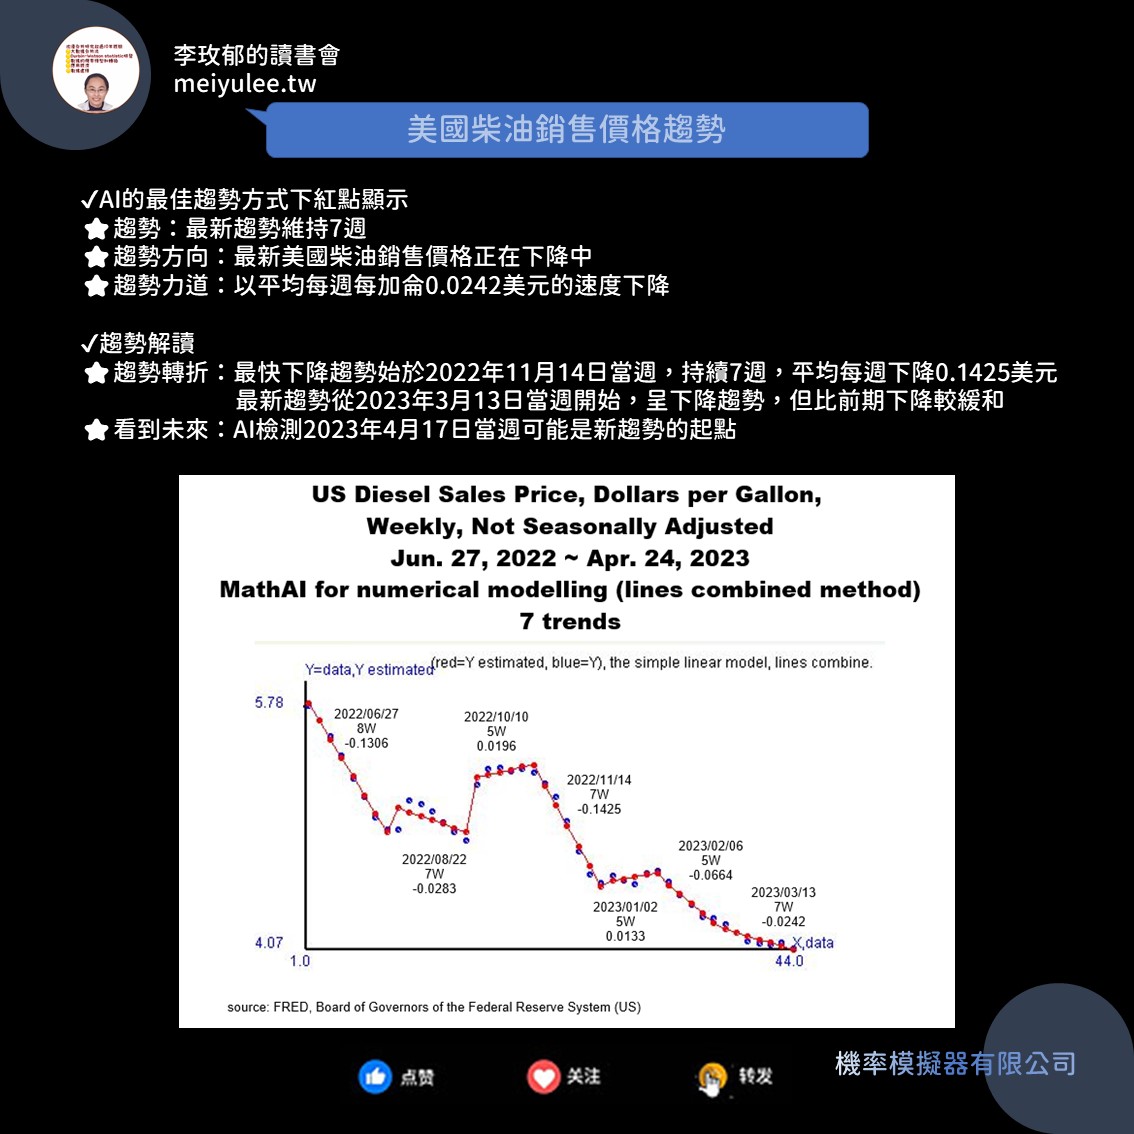 李玫郁的讀書會
meiyulee.tw
美國柴油銷售價格趨勢
✓AI的最佳趨勢方式下紅點顯示
★趨勢：最新趨勢維持7週
★趨勢方向：最新美國柴油銷售價格正在下降中
★趨勢力道：以平均每週每加侖0.0242美元的速度下降
✓趨勢解讀
★趨勢轉折：最快下降趨勢始於2022年11月14日當週，持續7週，平均每週下降0.1425美元
最新趨勢從2023年3月13日當週開始，呈下降趨勢，但比前期下降較緩和
★看到未來：AI檢測2023年4月17日當週可能是新趨勢的起點
US Diesel Sales Price, Dollars per Gallon,
Weekly, Not Seasonally Adjusted
Jun. 27, 2022 ~ Apr. 24, 2023
MathAI for numerical modelling (lines combined method)
7 trends
(red=Y estimated, blue=Y), the simple linear model, lines combine.
Y=data,Y estimated
5.78
2022/06/27
8W
-0.1306
2022/10/10
5W
0.0196
2022/11/14
7W
-0.1425
2022/08/22
7W
-0.0283
2023/02/06
5W
-0.0664
2023/03/13
7W
-0.0242
2023/01/02
5W
0.0133
4.07
X,data
1.0
44.0
source: FRED, Board of Governors of the Federal Reserve System (US)
機率模擬器有限公司
点赞
关注
转发